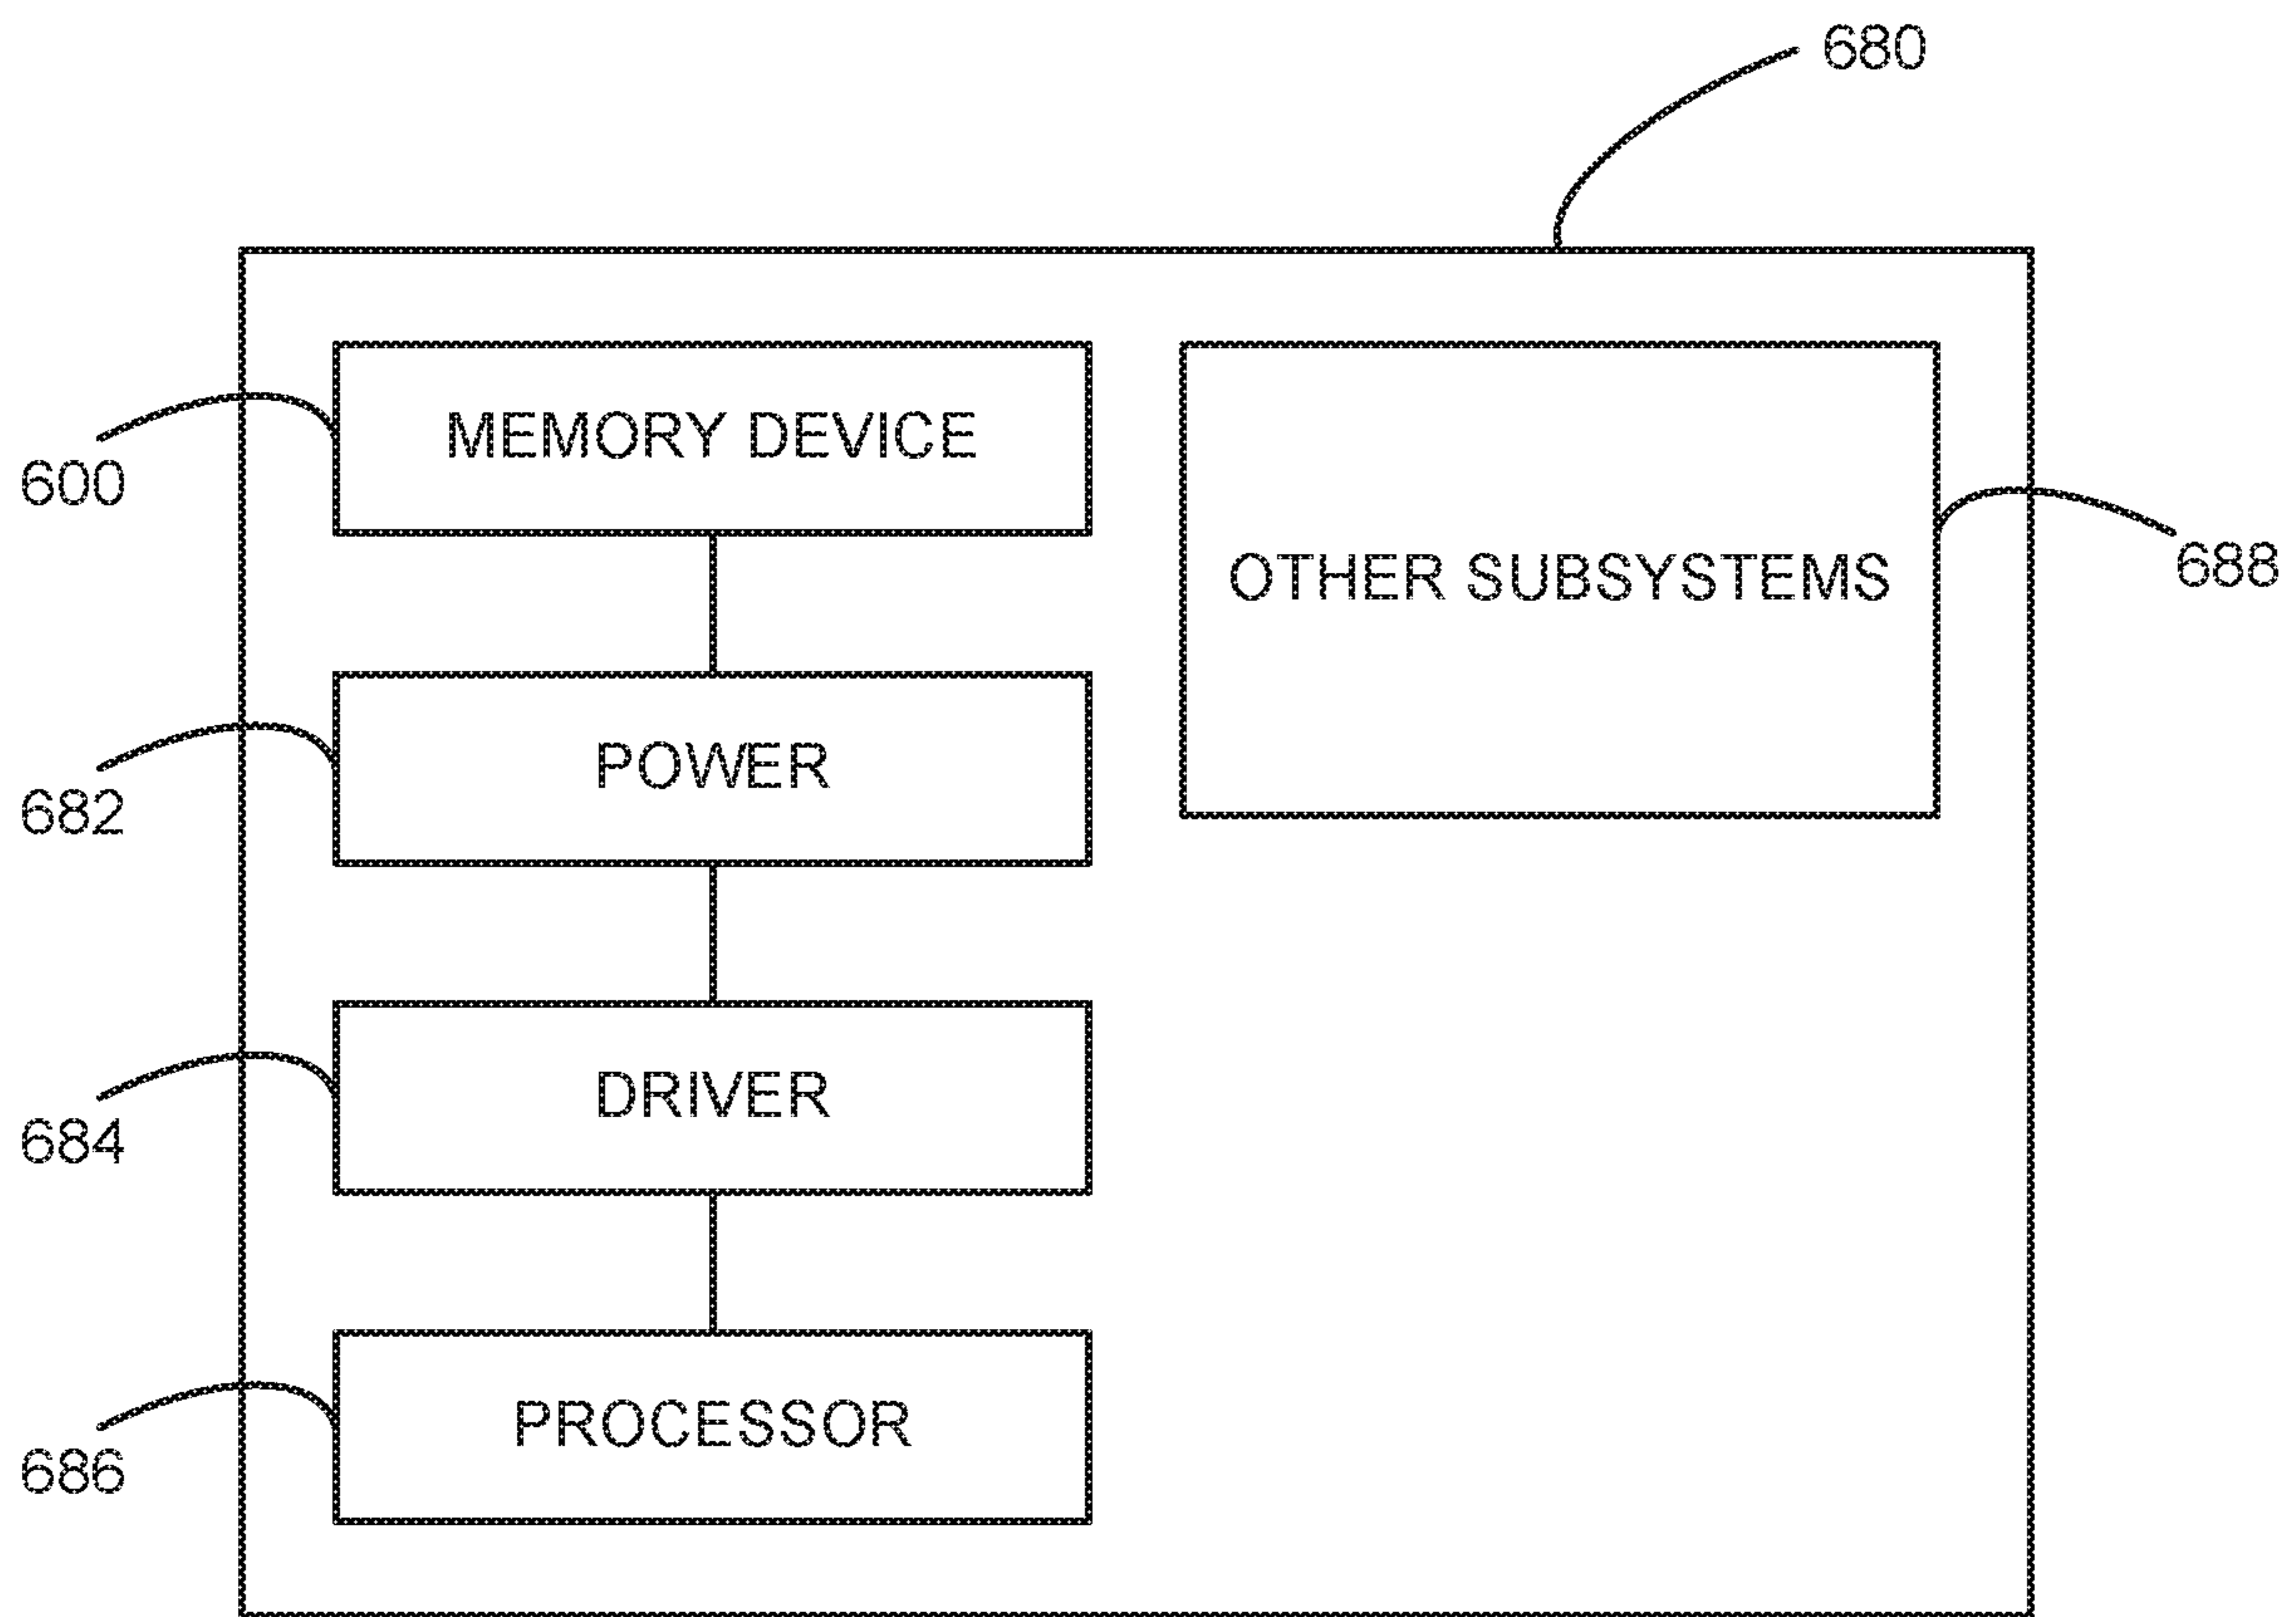 680
MEMORY DEVICE
600
OTHER SUBSYSTEMS
688
POWER
682
DRIVER
684
PROCESSOR
686